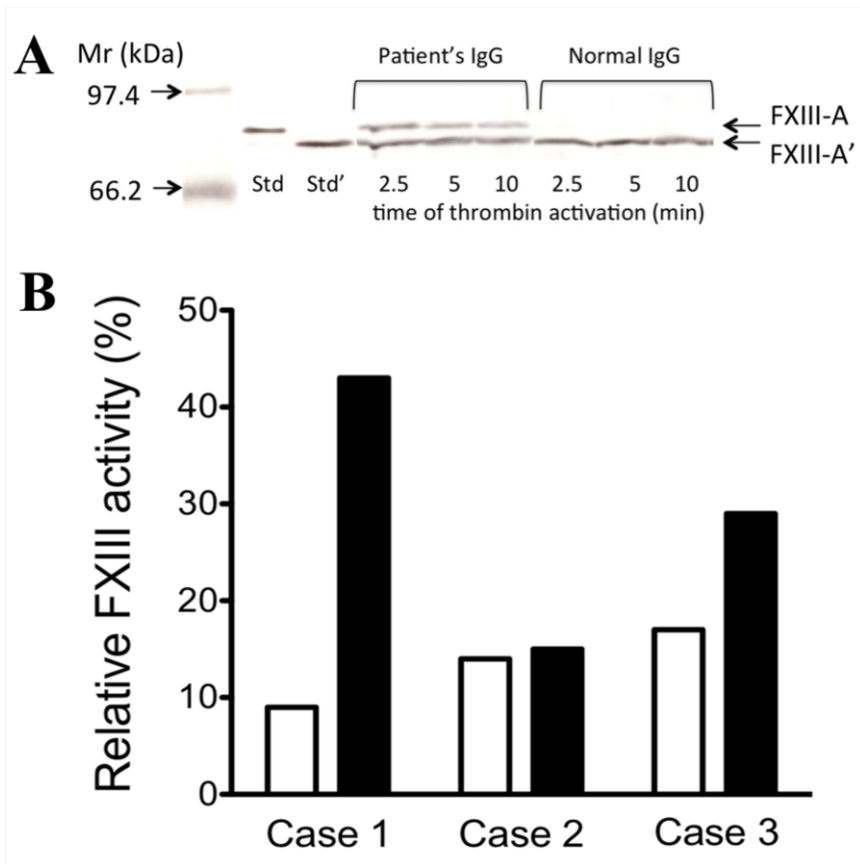 A
Mr (kDa)
Patient's IgG
Normal IgG
97.4
FXIII-A
FXIII-A'
66.2
Std
Std'
2.5
5
10
2.5
5
10
time of thrombin activation (min)
B
Relative FXIII activity (%)
50
40
30
20
10
0
Case 1
Case 2
Case 3